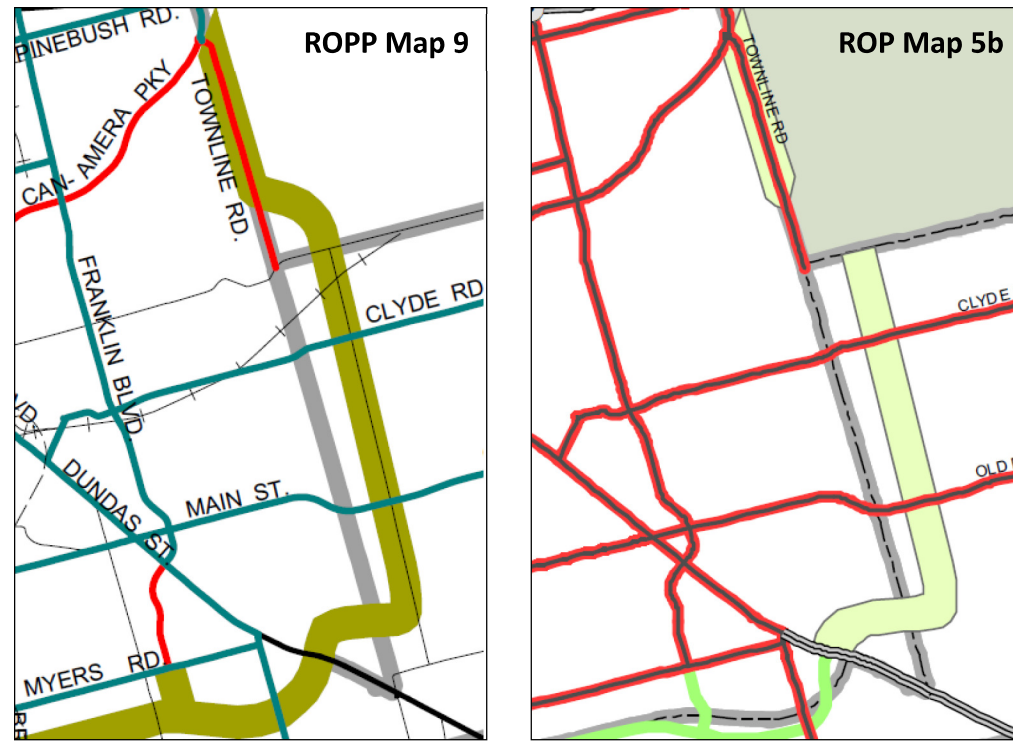 ROPP Map 9
PINEBUSH RD.
CAN-AMERA PKY
TOWNLINE RD.
FRANKLIN BLVD.
CLYDE RD
VD.
DUNDAS ST.
MAIN ST.
MYERS RD.
ROP Map 5b
TOWNLINE RD
CLYDE
OLD